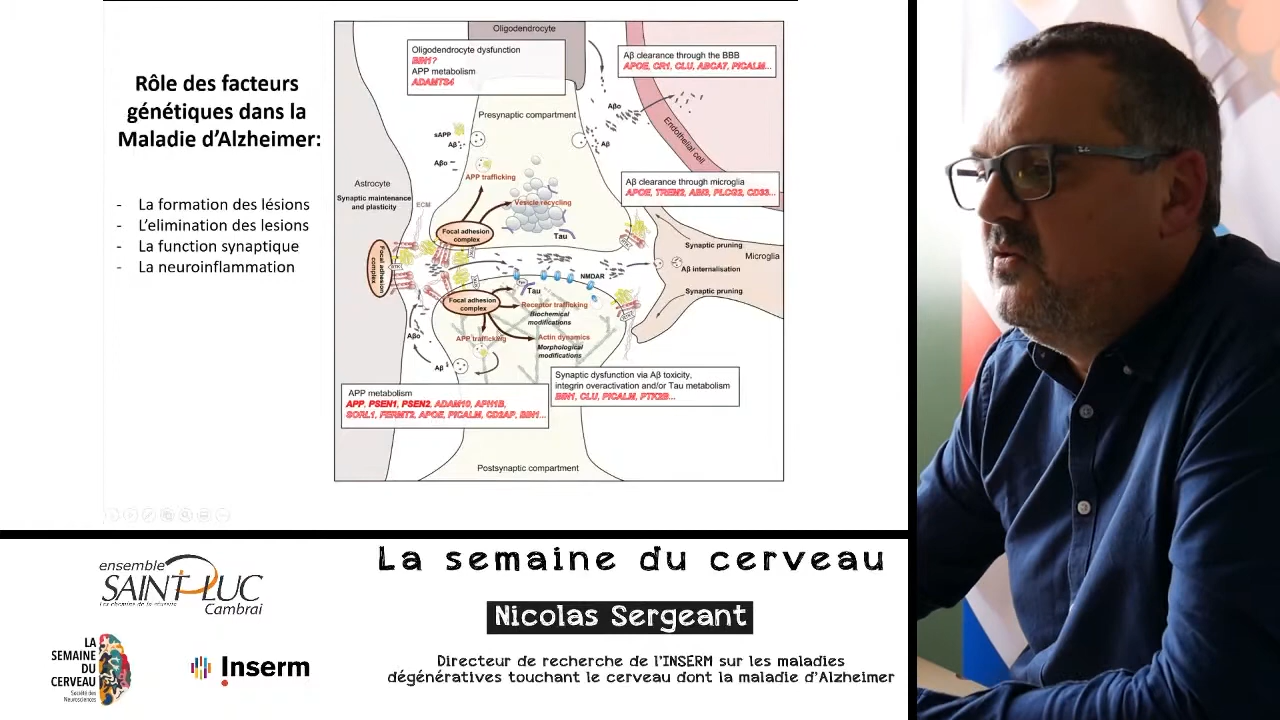 Rôle des facteurs
génétiques dans la
Maladie d'Alzheimer:
- La formation des lésions
- L'elimination des lesions
- La function synaptique
- La neuroinflammation
Oligodendrocyte
Oligodendrocyte dysfunction
BIN1?
APP metabolism
ADAMTS4
Aβ clearance through the BBB
APOE, CR1, CLU, ABCA7, PICALM...
Presynaptic compartment
Aβo
Aβ
Endothelial cell
sAPP
Aβ
Aβo
APP trafficking
Vesicle recycling
Aβ clearance through microglia
APOE, TREM2, ABI3, PLCG2, CD33...
Astrocyte
Synaptic maintenance
and plasticity
ECM
Focal adhesion
complex
Tau
Focal adhesion
complex
Synaptic pruning
Microglia
Aβ internalisation
Synaptic pruning
NMDAR
Tau
Focal adhesion
complex
Receptor trafficking
Biochemical
modifications
Aβo
APP trafficking
Actin dynamics
Morphological
modifications
Aβ
Synaptic dysfunction via Aβ toxicity,
integrin overactivation and/or Tau metabolism
BIN1, CLU, PICALM, PTK2B...
APP metabolism
APP, PSEN1, PSEN2, ADAM10, APH1B,
SORL1, FERMT2, APOE, PICALM, CD2AP, BIN1...
Postsynaptic compartment
ensemble
SAINT LUC
Cambrai
LA
SEMAINE
DU
CERVEAU
Société des
Neurosciences
Inserm
La semaine du cerveau
Nicolas Sergeant
Directeur de recherche de l'INSERM sur les maladies
dégénératives touchant le cerveau dont la maladie d'Alzheimer